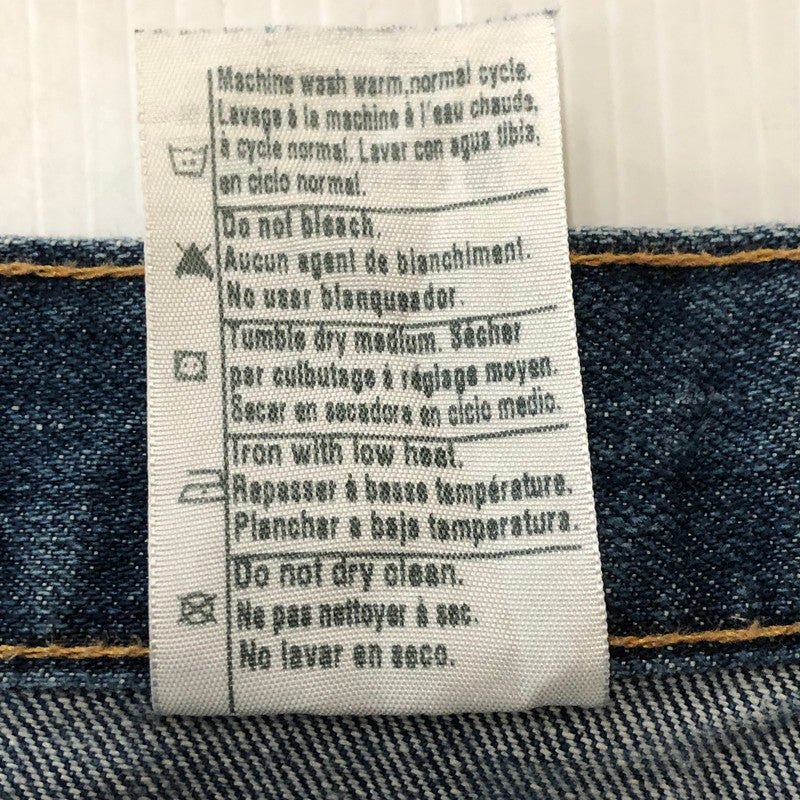 Machine wash warm,normal cycle.
Lavage à la machine à l'eau chaude,
à cycle normal. Lavar con agua tibia,
en ciclo normal.
Do not bleach.
Aucun agent de blanchiment.
No usar blanqueador.
Tumble dry medium. Sécher
par culbutage à réglage moyen.
Secar en secadora en ciclo medio.
Iron with low heat.
Repasser à basse température.
Planchar a baja temperatura.
Do not dry clean.
Ne pas nettoyer à sec.
No lavar en seco.